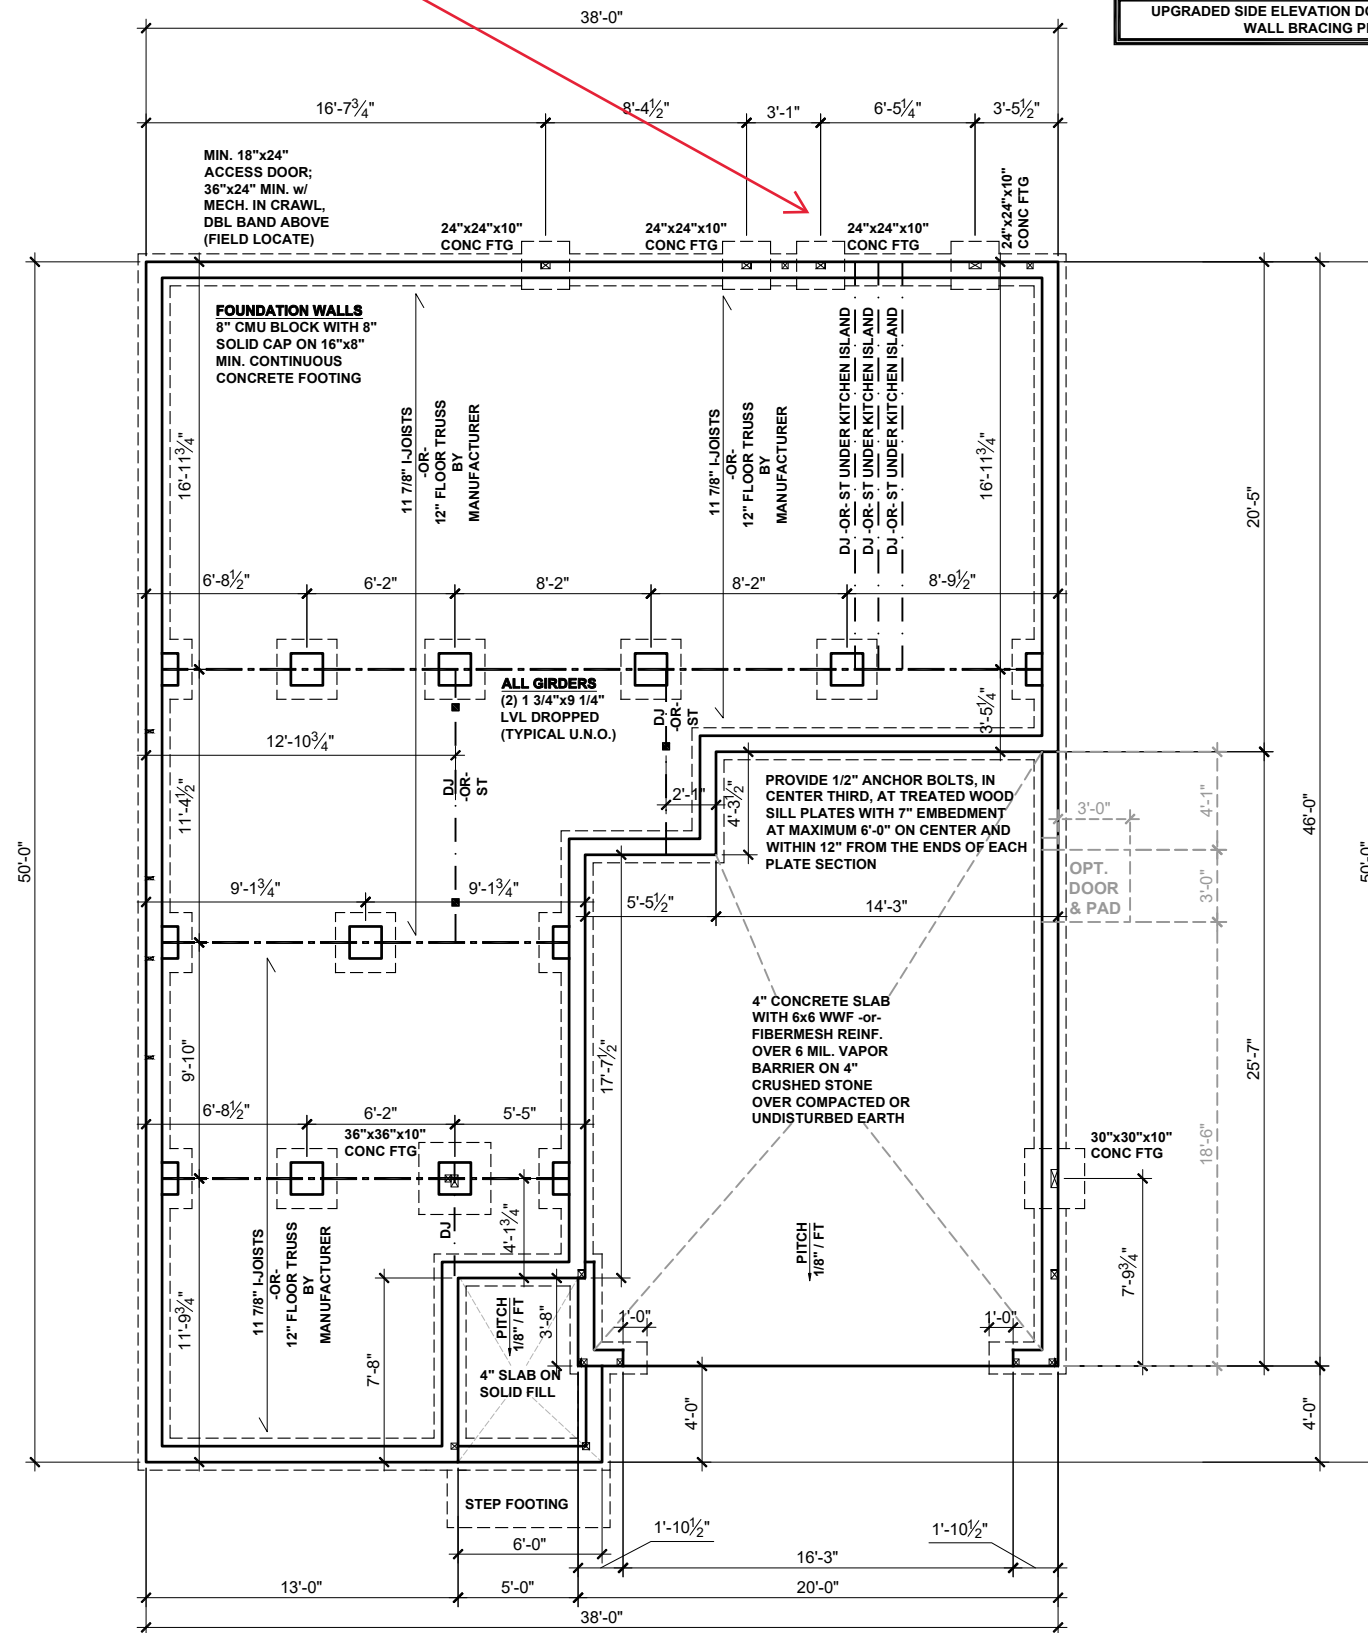 38'-0"
UPGRADED SIDE ELEVATION
WALL BRACING
16'-7¾"
8'-4½"
3'-1"
6'-5¼"
3'-5½"
MIN. 18"x24"
ACCESS DOOR;
36"x24" MIN. w/
MECH. IN CRAWL,
DBL BAND ABOVE
(FIELD LOCATE)
24"x24"x10"
CONC FTG
24"x24"x10"
CONC FTG
24"x24"x10"
CONC FTG
24"x24"x10"
CONC FTG
FOUNDATION WALLS
8" CMU BLOCK WITH 8"
SOLID CAP ON 16"x8"
MIN. CONTINUOUS
CONCRETE FOOTING
11 7/8" I-JOISTS
-OR-
12" FLOOR TRUSS
BY
MANUFACTURER
11 7/8" I-JOISTS
-OR-
12" FLOOR TRUSS
BY
MANUFACTURER
DJ -OR- ST UNDER KITCHEN ISLAND
DJ -OR- ST UNDER KITCHEN ISLAND
DJ -OR- ST UNDER KITCHEN ISLAND
16'-11¾"
16'-11¾"
20'-5"
46'-0"
50'-0"
50'-0"
6'-8½"
6'-2"
8'-2"
8'-2"
8'-9½"
ALL GIRDERS
(2) 1 3/4"x9 1/4"
LVL DROPPED
(TYPICAL U.N.O.)
DJ
-OR-
ST
3'-5¼"
12'-10¾"
11'-4½"
DJ
-OR-
ST
2'-1"
4'-3½"
PROVIDE 1/2" ANCHOR BOLTS, IN
CENTER THIRD, AT TREATED WOOD
SILL PLATES WITH 7" EMBEDMENT
AT MAXIMUM 6'-0" ON CENTER AND
WITHIN 12" FROM THE ENDS OF EACH
PLATE SECTION
3'-0"
4'-1"
OPT.
DOOR
& PAD
3'-0"
9'-1¾"
9'-1¾"
5'-5½"
14'-3"
4" CONCRETE SLAB
WITH 6x6 WWF -or-
FIBERMESH REINF.
OVER 6 MIL. VAPOR
BARRIER ON 4"
CRUSHED STONE
OVER COMPACTED OR
UNDISTURBED EARTH
9'-10"
17'-7½"
25'-7"
6'-8½"
6'-2"
5'-5"
36"x36"x10"
CONC FTG
30"x30"x10"
CONC FTG
18'-6"
11 7/8" I-JOISTS
-OR-
12" FLOOR TRUSS
BY
MANUFACTURER
DJ
4'-1¾"
PITCH
1/8" / FT
7'-9¾"
11'-9¾"
7'-8"
PITCH
1/8" / FT
3'-8"
1'-0"
1'-0"
4" SLAB ON
SOLID FILL
4'-0"
4'-0"
STEP FOOTING
6'-0"
1'-10½"
1'-10½"
16'-3"
13'-0"
5'-0"
20'-0"
38'-0"